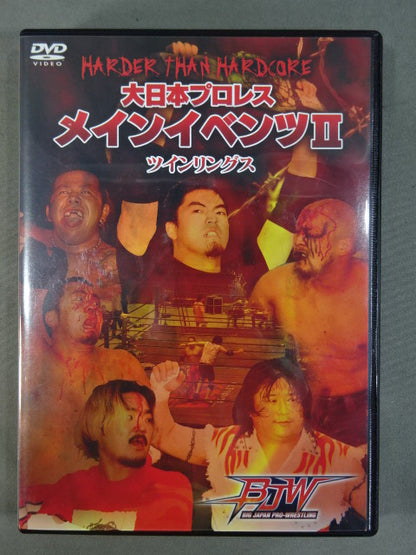 DVD
VIDEO
HARDER THAN HARDCORE
大日本プロレス
メインイベンツII
ツインリングス
BJW
BIG JAPAN PRO-WRESTLING